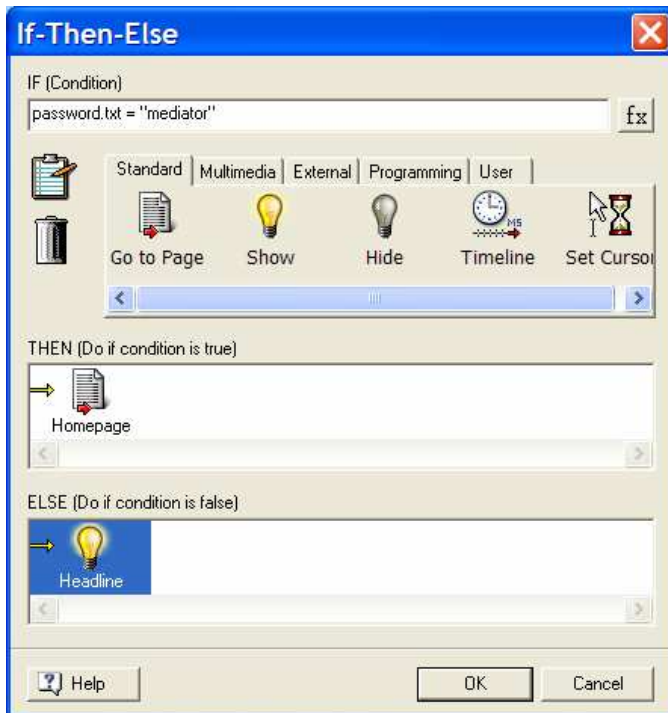 If-Then-Else
IF (Condition)
password.txt = "mediator"
fx
Standard Multimedia External Programming User
MS
Go to Page Show Hide Timeline Set Cursor
THEN (Do if condition is true)
Homepage
ELSE (Do if condition is false)
Headline
Help OK Cancel